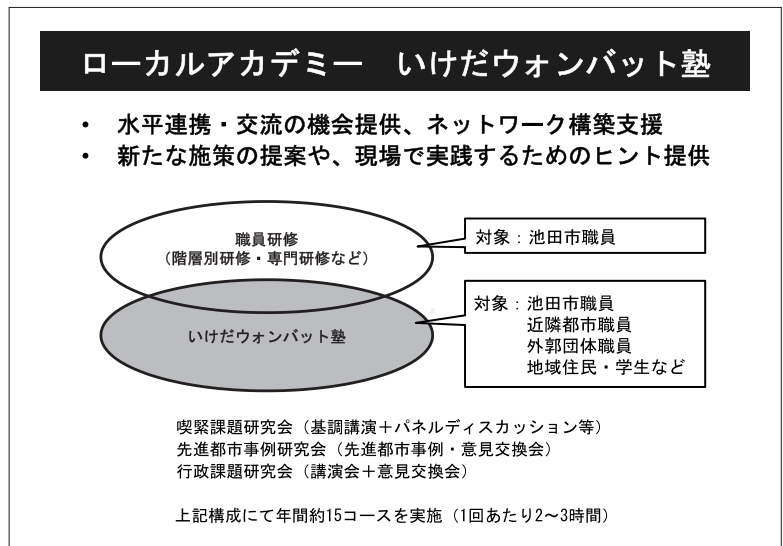 ローカルアカデミー　いけだウォンバット塾
・ 水平連携・交流の機会提供、ネットワーク構築支援
・ 新たな施策の提案や、現場で実践するためのヒント提供
職員研修
（階層別研修・専門研修など）
対象：池田市職員
いけだウォンバット塾
対象：池田市職員
近隣都市職員
外郭団体職員
地域住民・学生など
喫緊課題研究会（基調講演＋パネルディスカッション等）
先進都市事例研究会（先進都市事例・意見交換会）
行政課題研究会（講演会＋意見交換会）
上記構成にて年間約15コースを実施（1回あたり2～3時間）